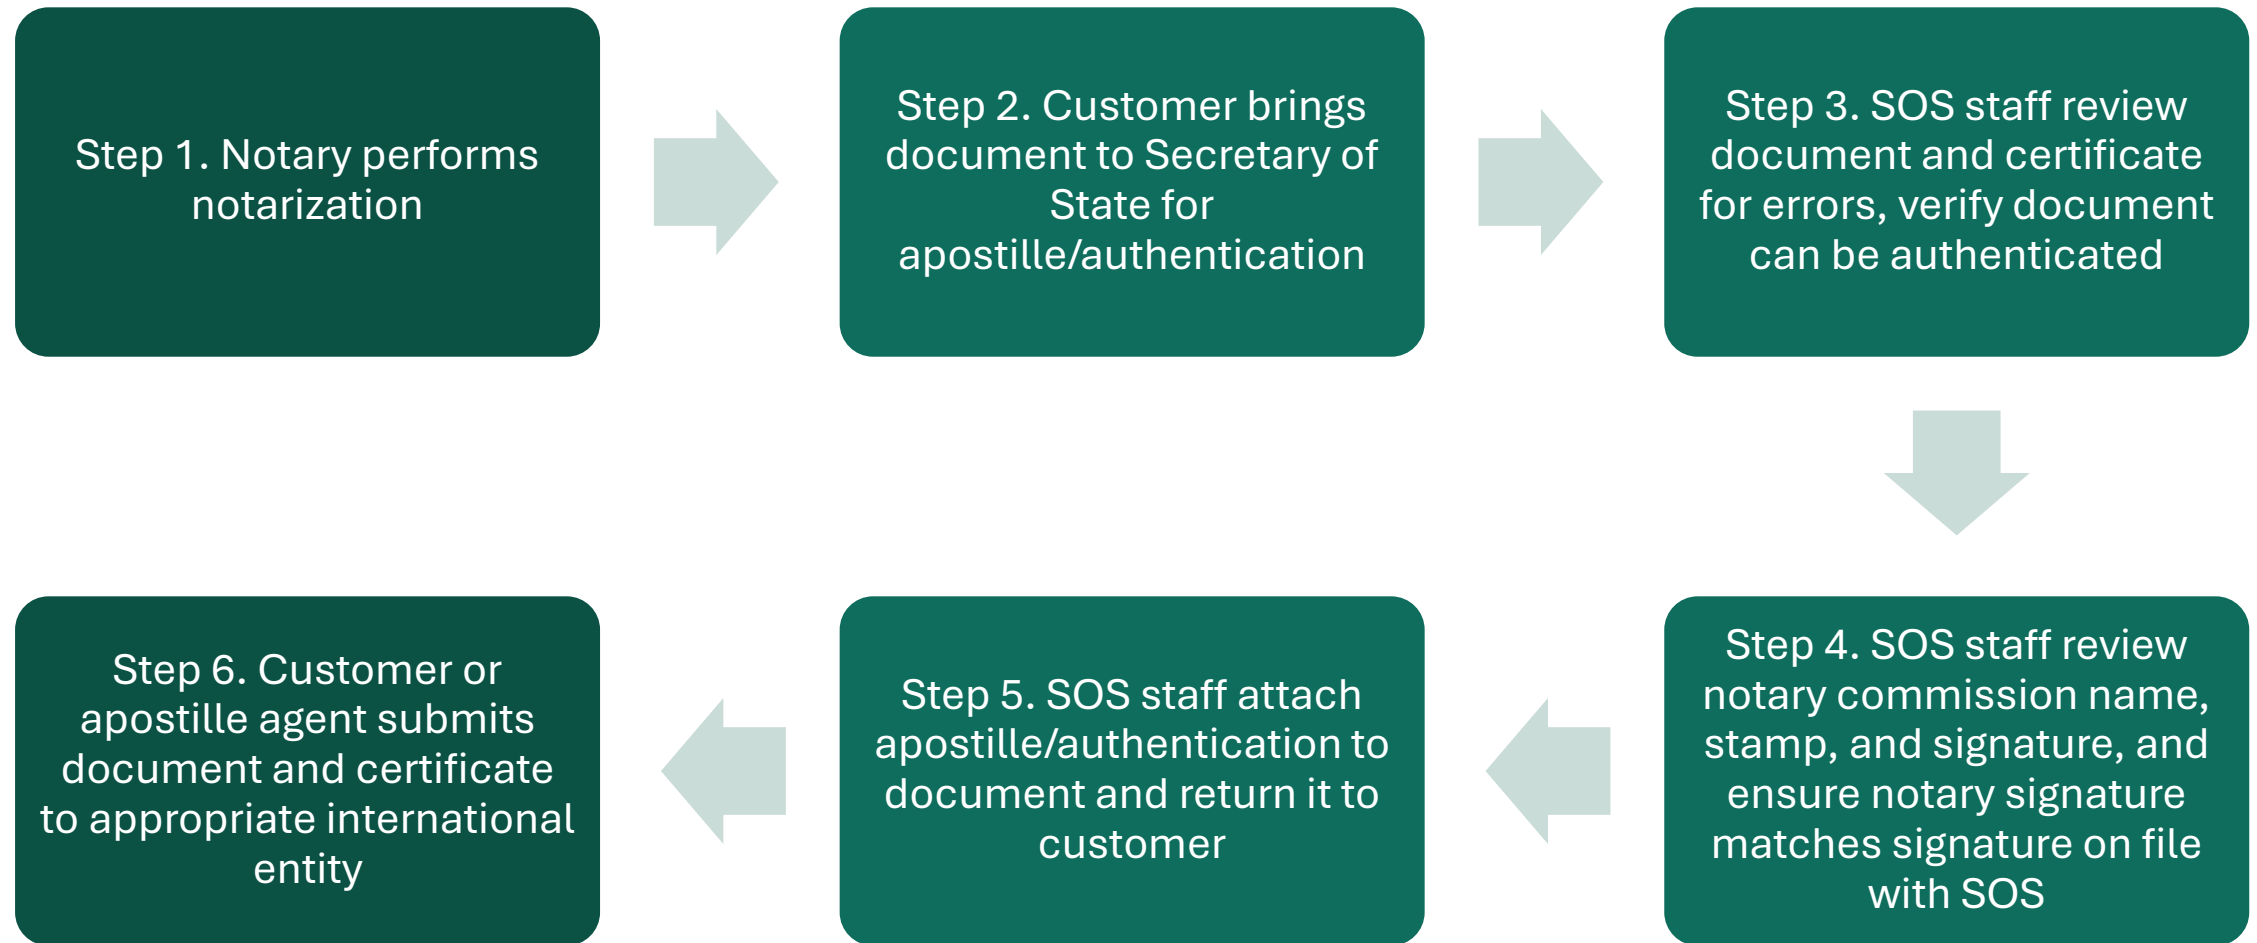 Step 1. Notary performs
notarization
Step 2. Customer brings
document to Secretary of
State for
apostille/authentication
Step 3. SOS staff review
document and certificate
for errors, verify document
can be authenticated
Step 4. SOS staff review
notary commission name,
stamp, and signature, and
ensure notary signature
matches signature on file
with SOS
Step 5. SOS staff attach
apostille/authentication to
document and return it to
customer
Step 6. Customer or
apostille agent submits
document and certificate
to appropriate international
entity